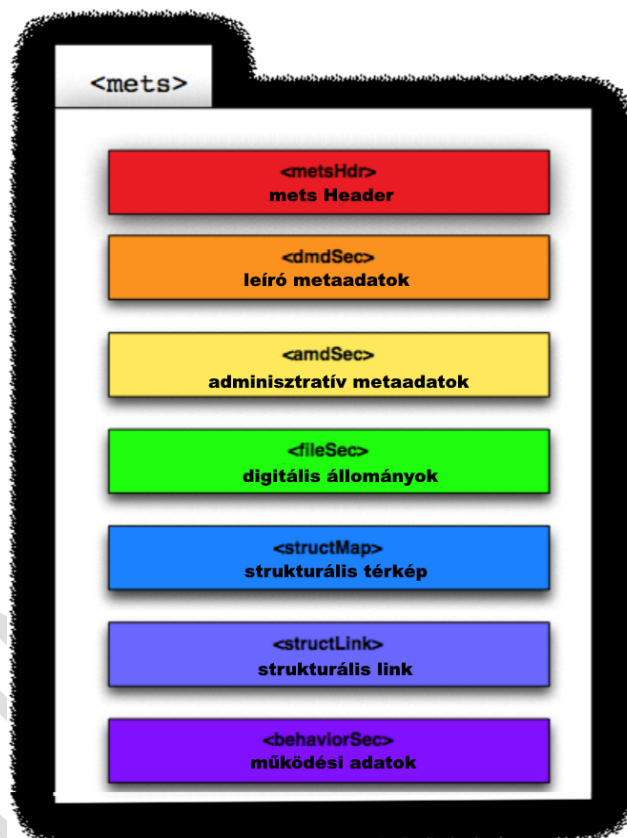 <mets>
<metsHdr>
mets Header
<dmdSec>
leíró metaadatok
<amdSec>
adminisztratív metaadatok
<fileSec>
digitális állományok
<structMap>
strukturális térkép
<structLink>
strukturális link
<behaviorSec>
működési adatok